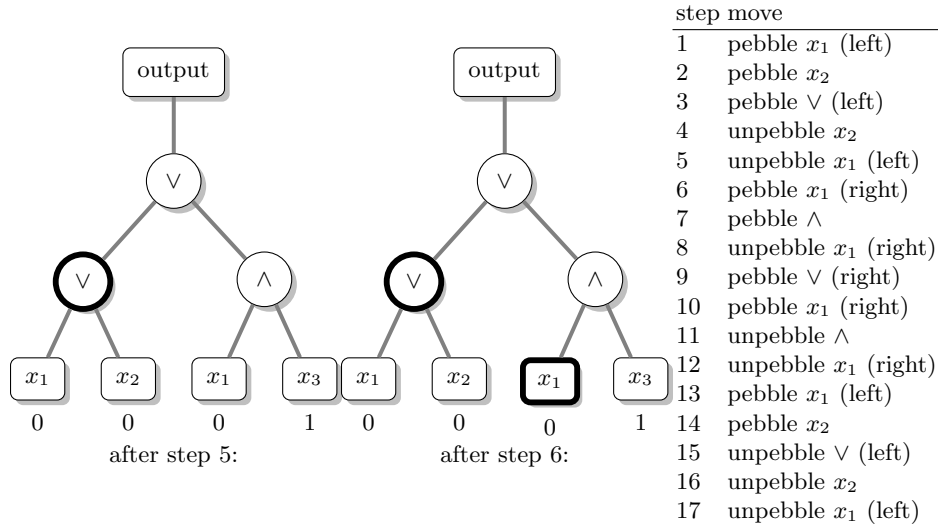 output
∨
∨ ∧
x₁ x₂ x₁ x₃
0 0 0 1
after step 5:
output
∨
∨ ∧
x₁ x₂ x₁ x₃
0 0 0 1
after step 6:
step move
1 pebble x₁ (left)
2 pebble x₂
3 pebble ∨ (left)
4 unpebble x₂
5 unpebble x₁ (left)
6 pebble x₁ (right)
7 pebble ∧
8 unpebble x₁ (right)
9 pebble ∨ (right)
10 pebble x₁ (right)
11 unpebble ∧
12 unpebble x₁ (right)
13 pebble x₁ (left)
14 pebble x₂
15 unpebble ∨ (left)
16 unpebble x₂
17 unpebble x₁ (left)